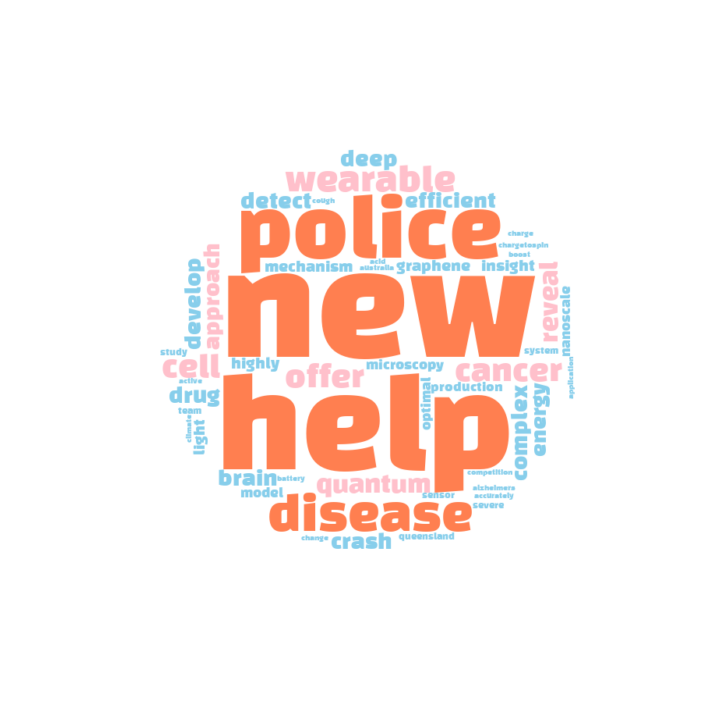 deep
wearable
detect cough efficient
police
charge
chargeloopin
boost
mechanism acid australia graphene insight
new
develop
approach
reveal
nanoscale
study
system
cell highly offer microscopy cancer
application
active
drug
optimal
production
help
team
climate
light
complex
energy
brain battery
competition
model quantum sensor alzheimers
accurately
disease severe
change crash queensland